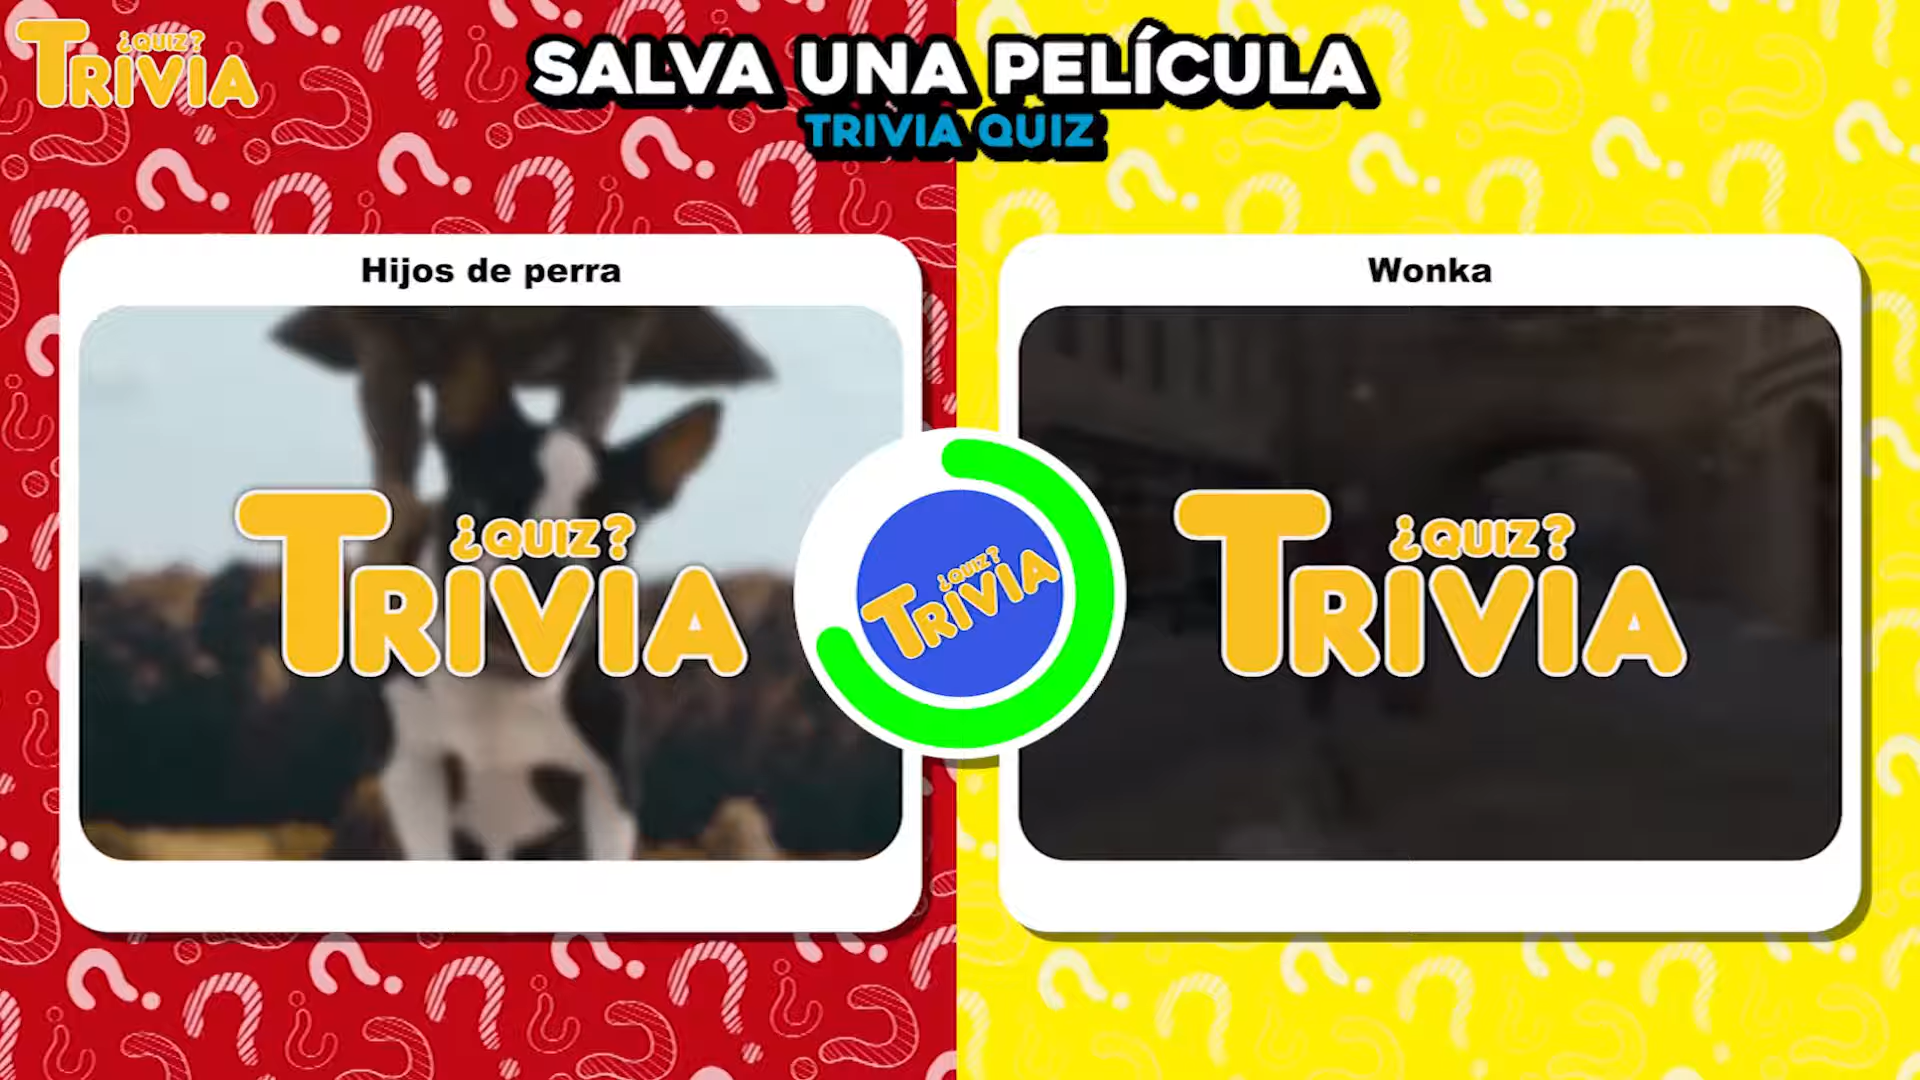 ¿QUIZ?
TRIVIA
SALVA UNA PELÍCULA
TRIVIA QUIZ
Hijos de perra
Wonka
¿QUIZ?
TRIVIA
¿QUIZ?
TRIVIA
¿QUIZ?
TRIVIA